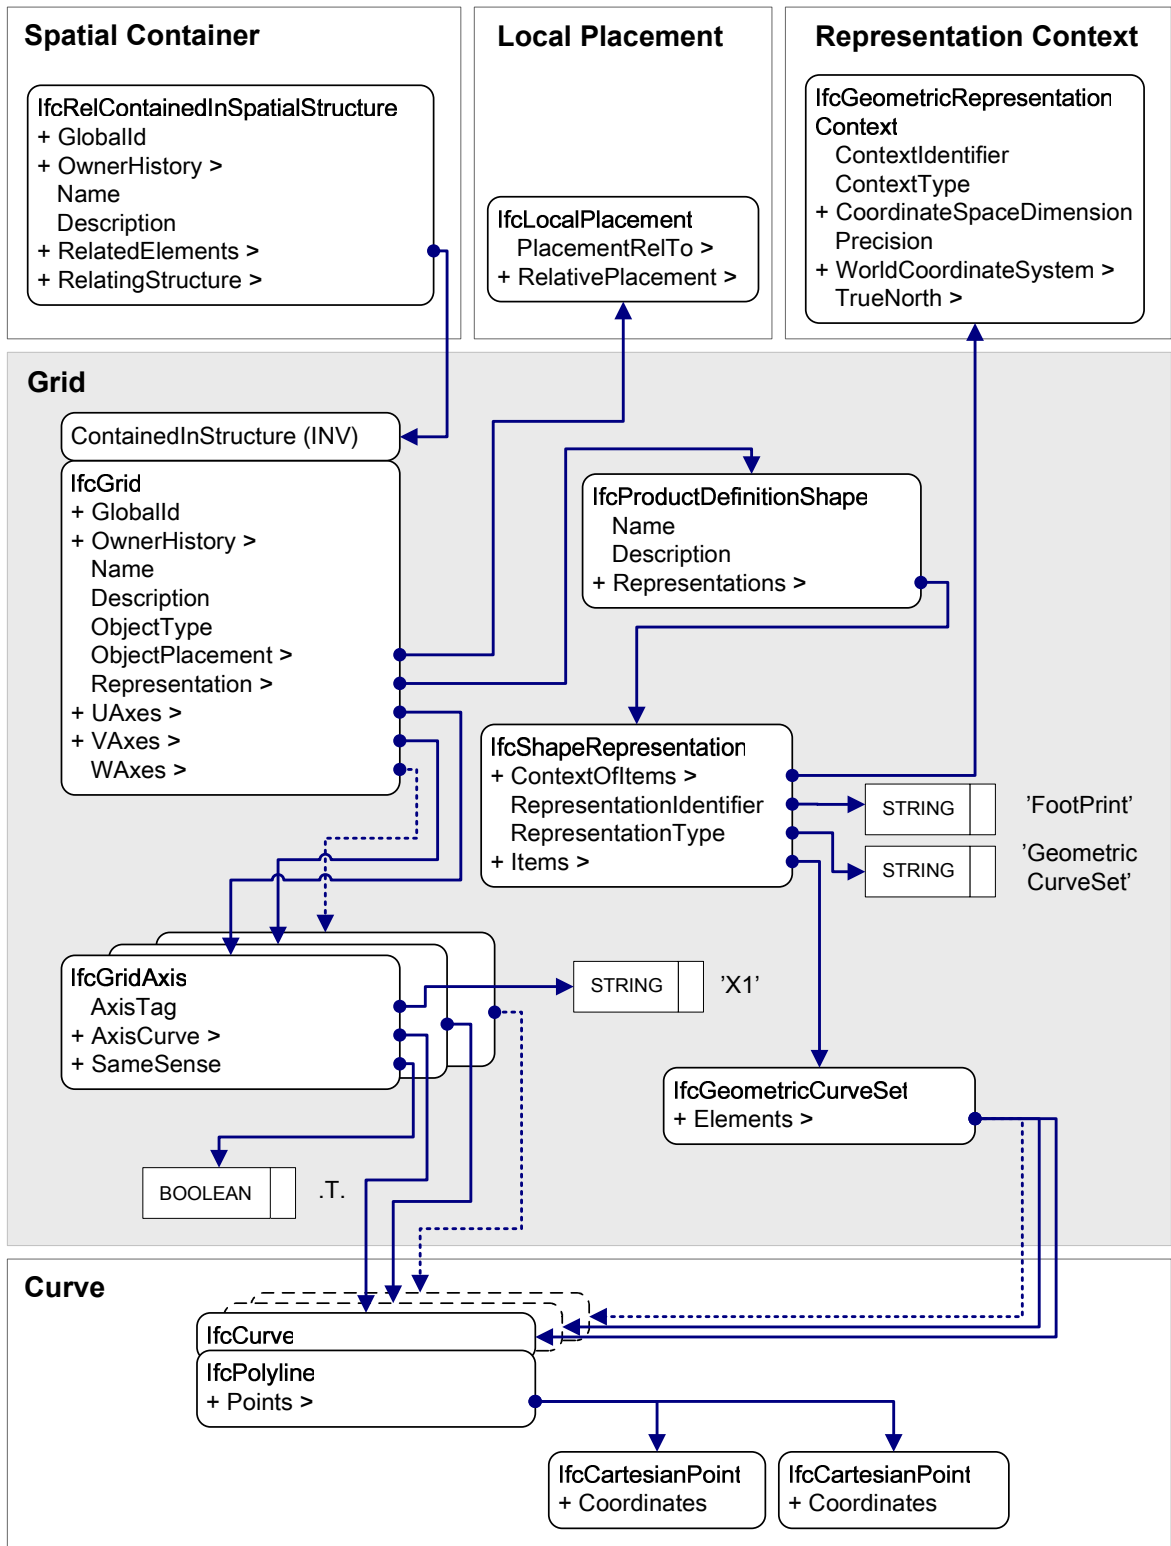 Spatial Container
IfcRelContainedInSpatialStructure
+ GlobalId
+ OwnerHistory >
Name
Description
+ RelatedElements >
+ RelatingStructure >
Local Placement
IfcLocalPlacement
PlacementRelTo >
+ RelativePlacement >
Representation Context
IfcGeometricRepresentation
Context
ContextIdentifier
ContextType
+ CoordinateSpaceDimension
Precision
+ WorldCoordinateSystem >
TrueNorth >
Grid
ContainedInStructure (INV)
IfcGrid
+ GlobalId
+ OwnerHistory >
Name
Description
ObjectType
ObjectPlacement >
Representation >
+ UAxes >
+ VAxes >
WAxes >
IfcProductDefinitionShape
Name
Description
+ Representations >
IfcShapeRepresentation
+ ContextOfItems >
RepresentationIdentifier
RepresentationType
+ Items >
STRING
’FootPrint’
STRING
’Geometric
CurveSet’
IfcGridAxis
AxisTag
+ AxisCurve >
+ SameSense
STRING
’X1’
BOOLEAN
.T.
IfcGeometricCurveSet
+ Elements >
Curve
IfcCurve
IfcPolyline
+ Points >
IfcCartesianPoint
+ Coordinates
IfcCartesianPoint
+ Coordinates